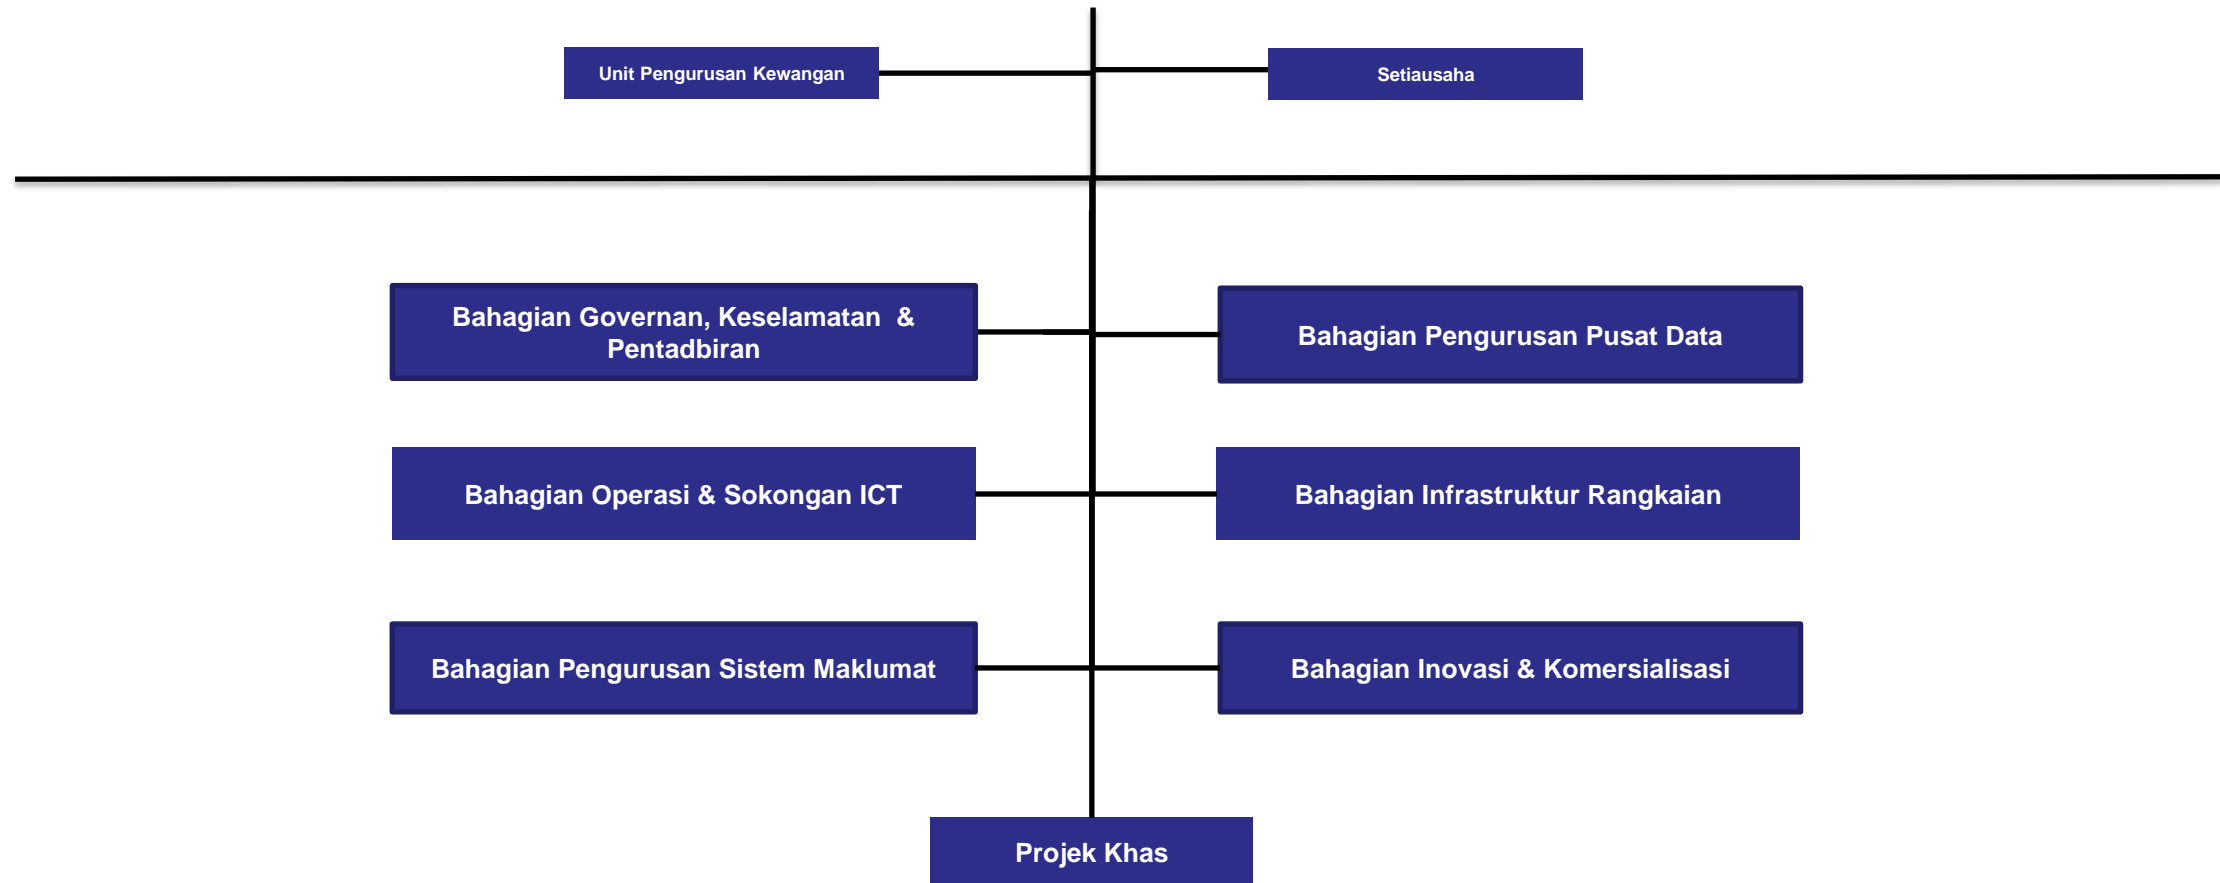 Unit Pengurusan Kewangan
Setiausaha
Bahagian Governan, Keselamatan  &
Pentadbiran
Bahagian Pengurusan Pusat Data
Bahagian Operasi & Sokongan ICT
Bahagian Infrastruktur Rangkaian
Bahagian Pengurusan Sistem Maklumat
Bahagian Inovasi & Komersialisasi
Projek Khas